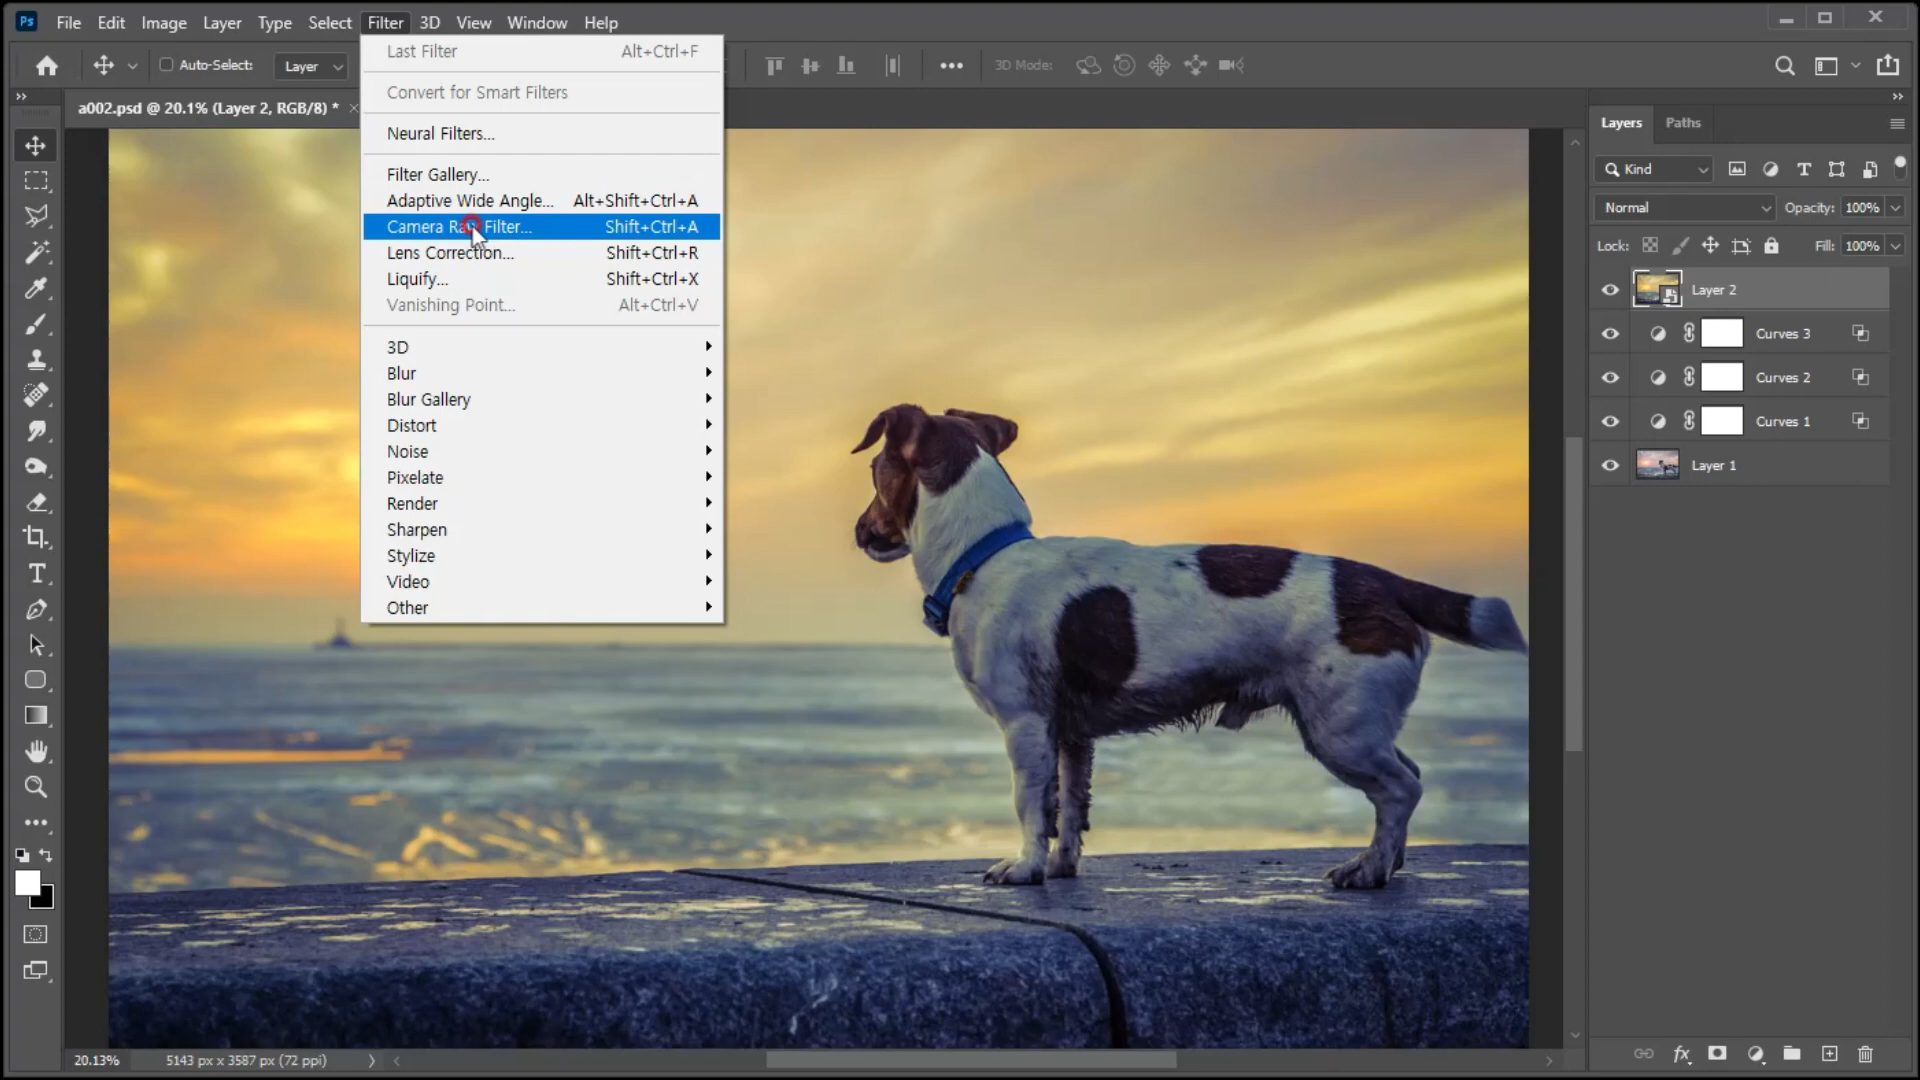 Ps File Edit Image Layer Type Select Filter 3D View Window Help
Auto-Select: Layer 3D Mode:
a002.psd @ 20.1% (Layer 2, RGB/8) *
Last Filter Alt+Ctrl+F
Convert for Smart Filters
Neural Filters...
Filter Gallery...
Adaptive Wide Angle... Alt+Shift+Ctrl+A
Camera Raw Filter... Shift+Ctrl+A
Lens Correction... Shift+Ctrl+R
Liquify... Shift+Ctrl+X
Vanishing Point... Alt+Ctrl+V
3D
Blur
Blur Gallery
Distort
Noise
Pixelate
Render
Sharpen
Stylize
Video
Other
Layers Paths
Kind
Normal Opacity: 100%
Lock: Fill: 100%
Layer 2
Curves 3
Curves 2
Curves 1
Layer 1
fx
20.13% 5143 px x 3587 px (72 ppi)